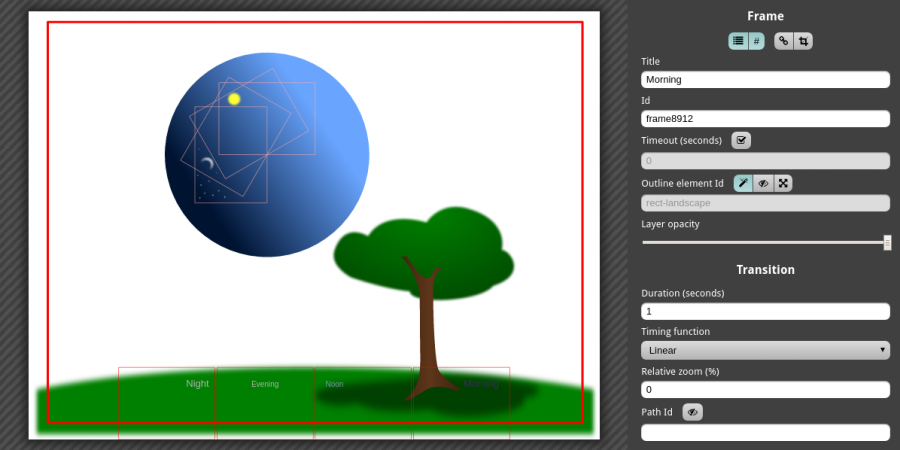 Frame
#
Title
Morning
Id
frame8912
Timeout (seconds)
0
Outline element Id
rect-landscape
Layer opacity
Transition
Duration (seconds)
1
Timing function
Linear
Relative zoom (%)
0
Path Id
Night Evening Noon Morning